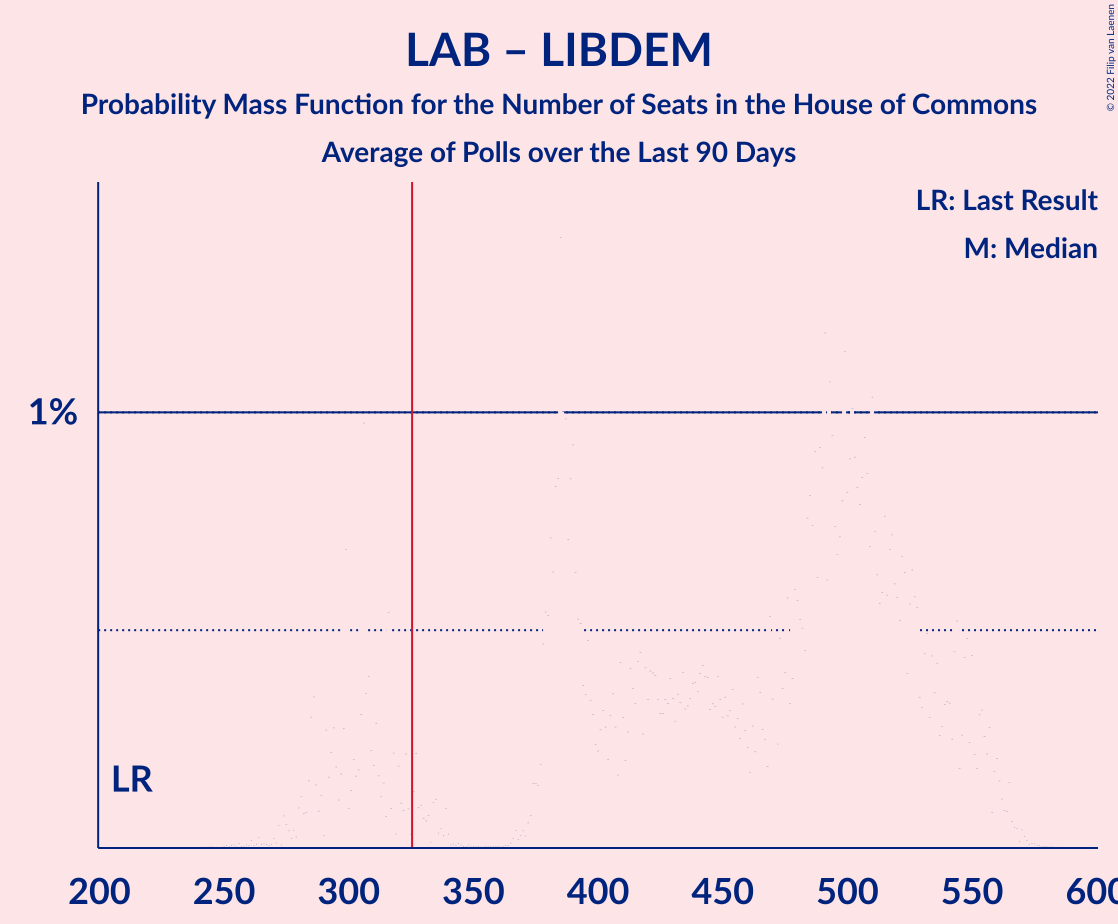 LAB – LIBDEM
Probability Mass Function for the Number of Seats in the House of Commons
Average of Polls over the Last 90 Days
© 2022 Filip van Laenen
LR: Last Result
M: Median
1%
LR
200 250 300 350 400 450 500 550 600